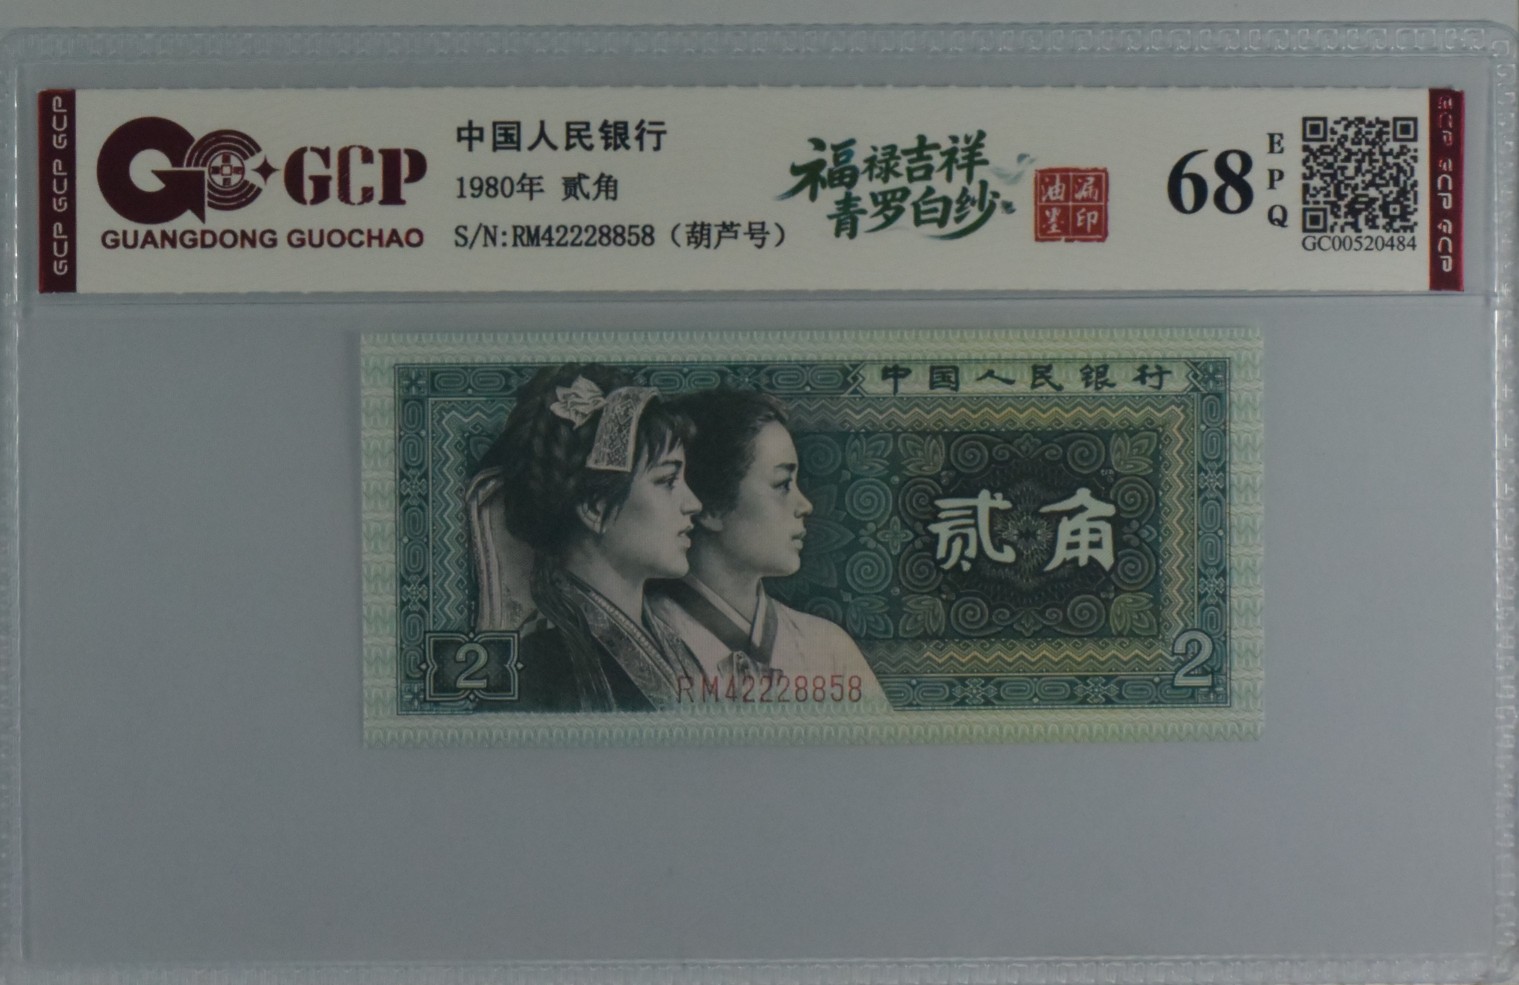 GCP GCP GCP
GCP
GUANGDONG GUOCHAO
中国人民银行
1980年 贰角
S/N:RM42228858（葫芦号）
福禄吉祥
青罗白纱
油漏
墨印
68
EPQ
GC00520484
GCP GCP GCP
中国人民银行
贰角
2
2
RM42228858